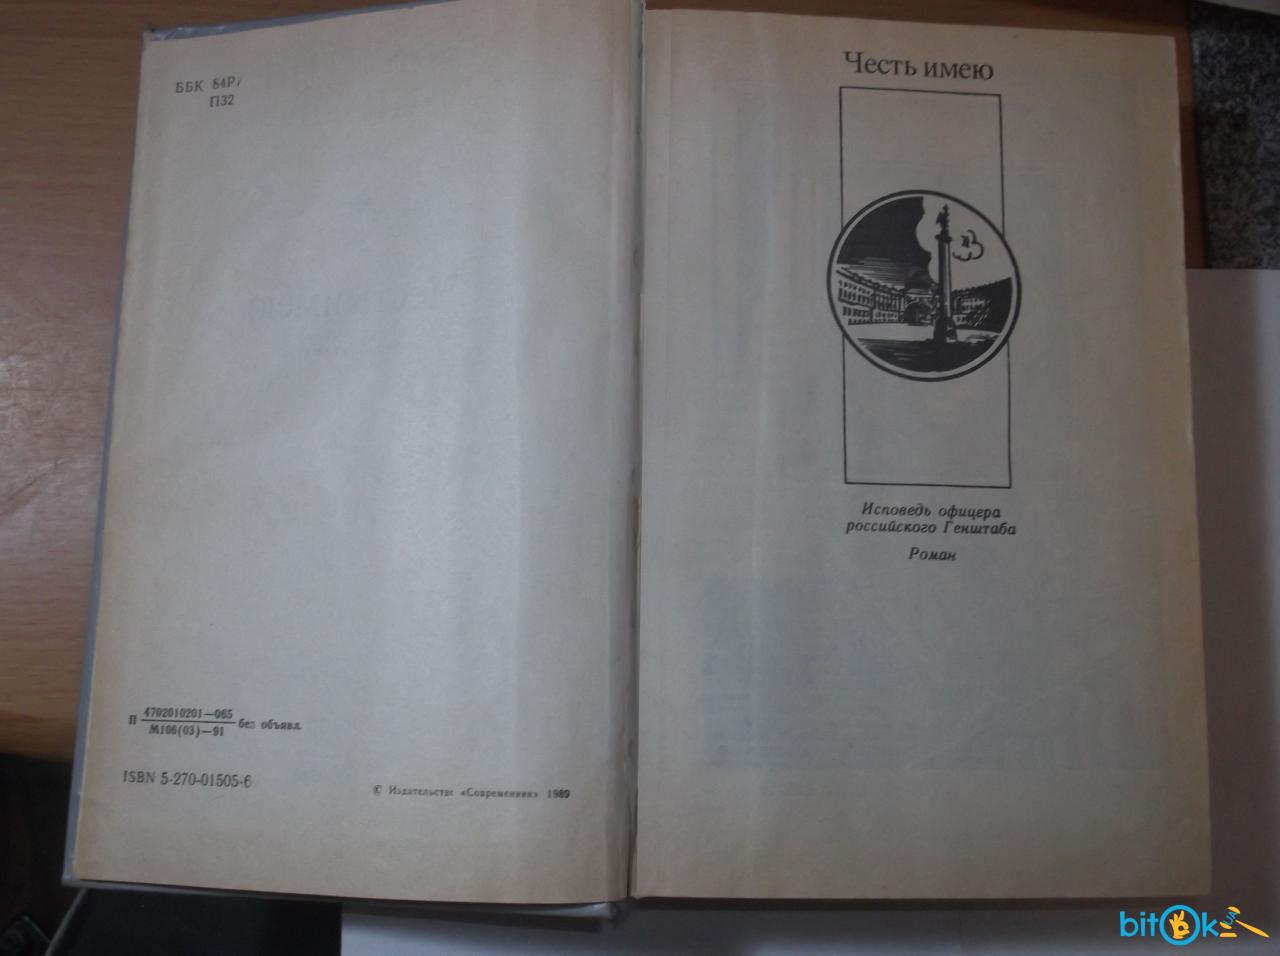 ББК 84Р7
П32
П 4702010201—065
М106(03)—91 без объявл.
ISBN 5-270-01505-6
© Издательство «Современник» 1989
Честь имею
Исповедь офицера
российского Генштаба
Роман
bitOk.UA